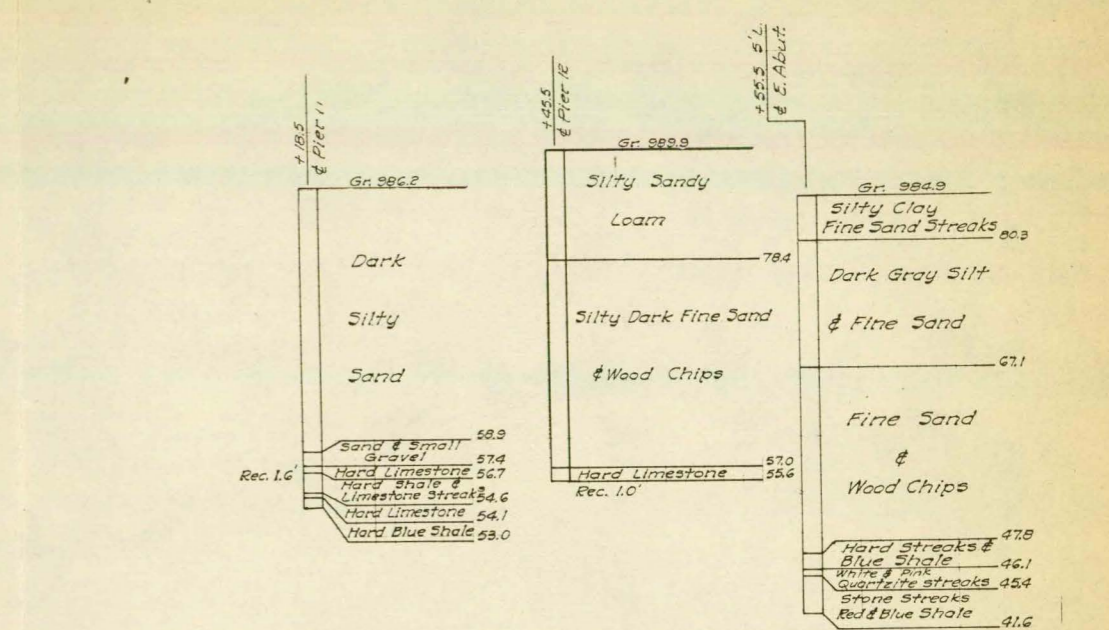 + 18.5
₵ Pier 11
Gr. 986.2
Dark
Silty
Sand
58.9
Sand & Small
Gravel 57.4
Rec. 1.6' Hard Limestone 56.7
Hard Shale &
Limestone Streaks 54.6
Hard Limestone 54.1
Hard Blue Shale 53.0
+ 45.5
₵ Pier 12
Gr. 989.9
Silty Sandy
Loam
78.4
Silty Dark Fine Sand
& Wood Chips
57.0
Hard Limestone 55.6
Rec. 1.0'
+ 55.5 5' L.
₵ E. Abut.
Gr. 984.9
Silty Clay
Fine Sand Streaks 80.3
Dark Gray Silt
& Fine Sand
67.1
Fine Sand
&
Wood Chips
47.8
Hard Streaks &
Blue Shale 46.1
White & Pink
Quartzite streaks 45.4
Stone Streaks
Red & Blue Shale 41.6